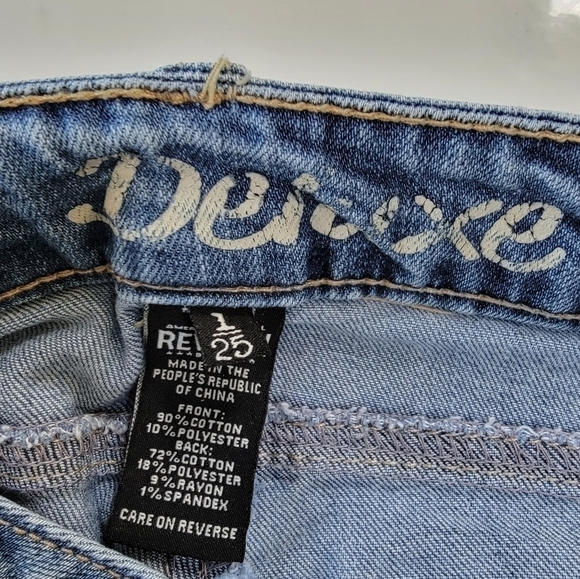 Deluxe
1
25
MADE IN THE
PEOPLE'S REPUBLIC
OF CHINA
FRONT:
90% COTTON
10% POLYESTER
BACK:
72% COTTON
18% POLYESTER
9% RAYON
1% SPANDEX
CARE ON REVERSE